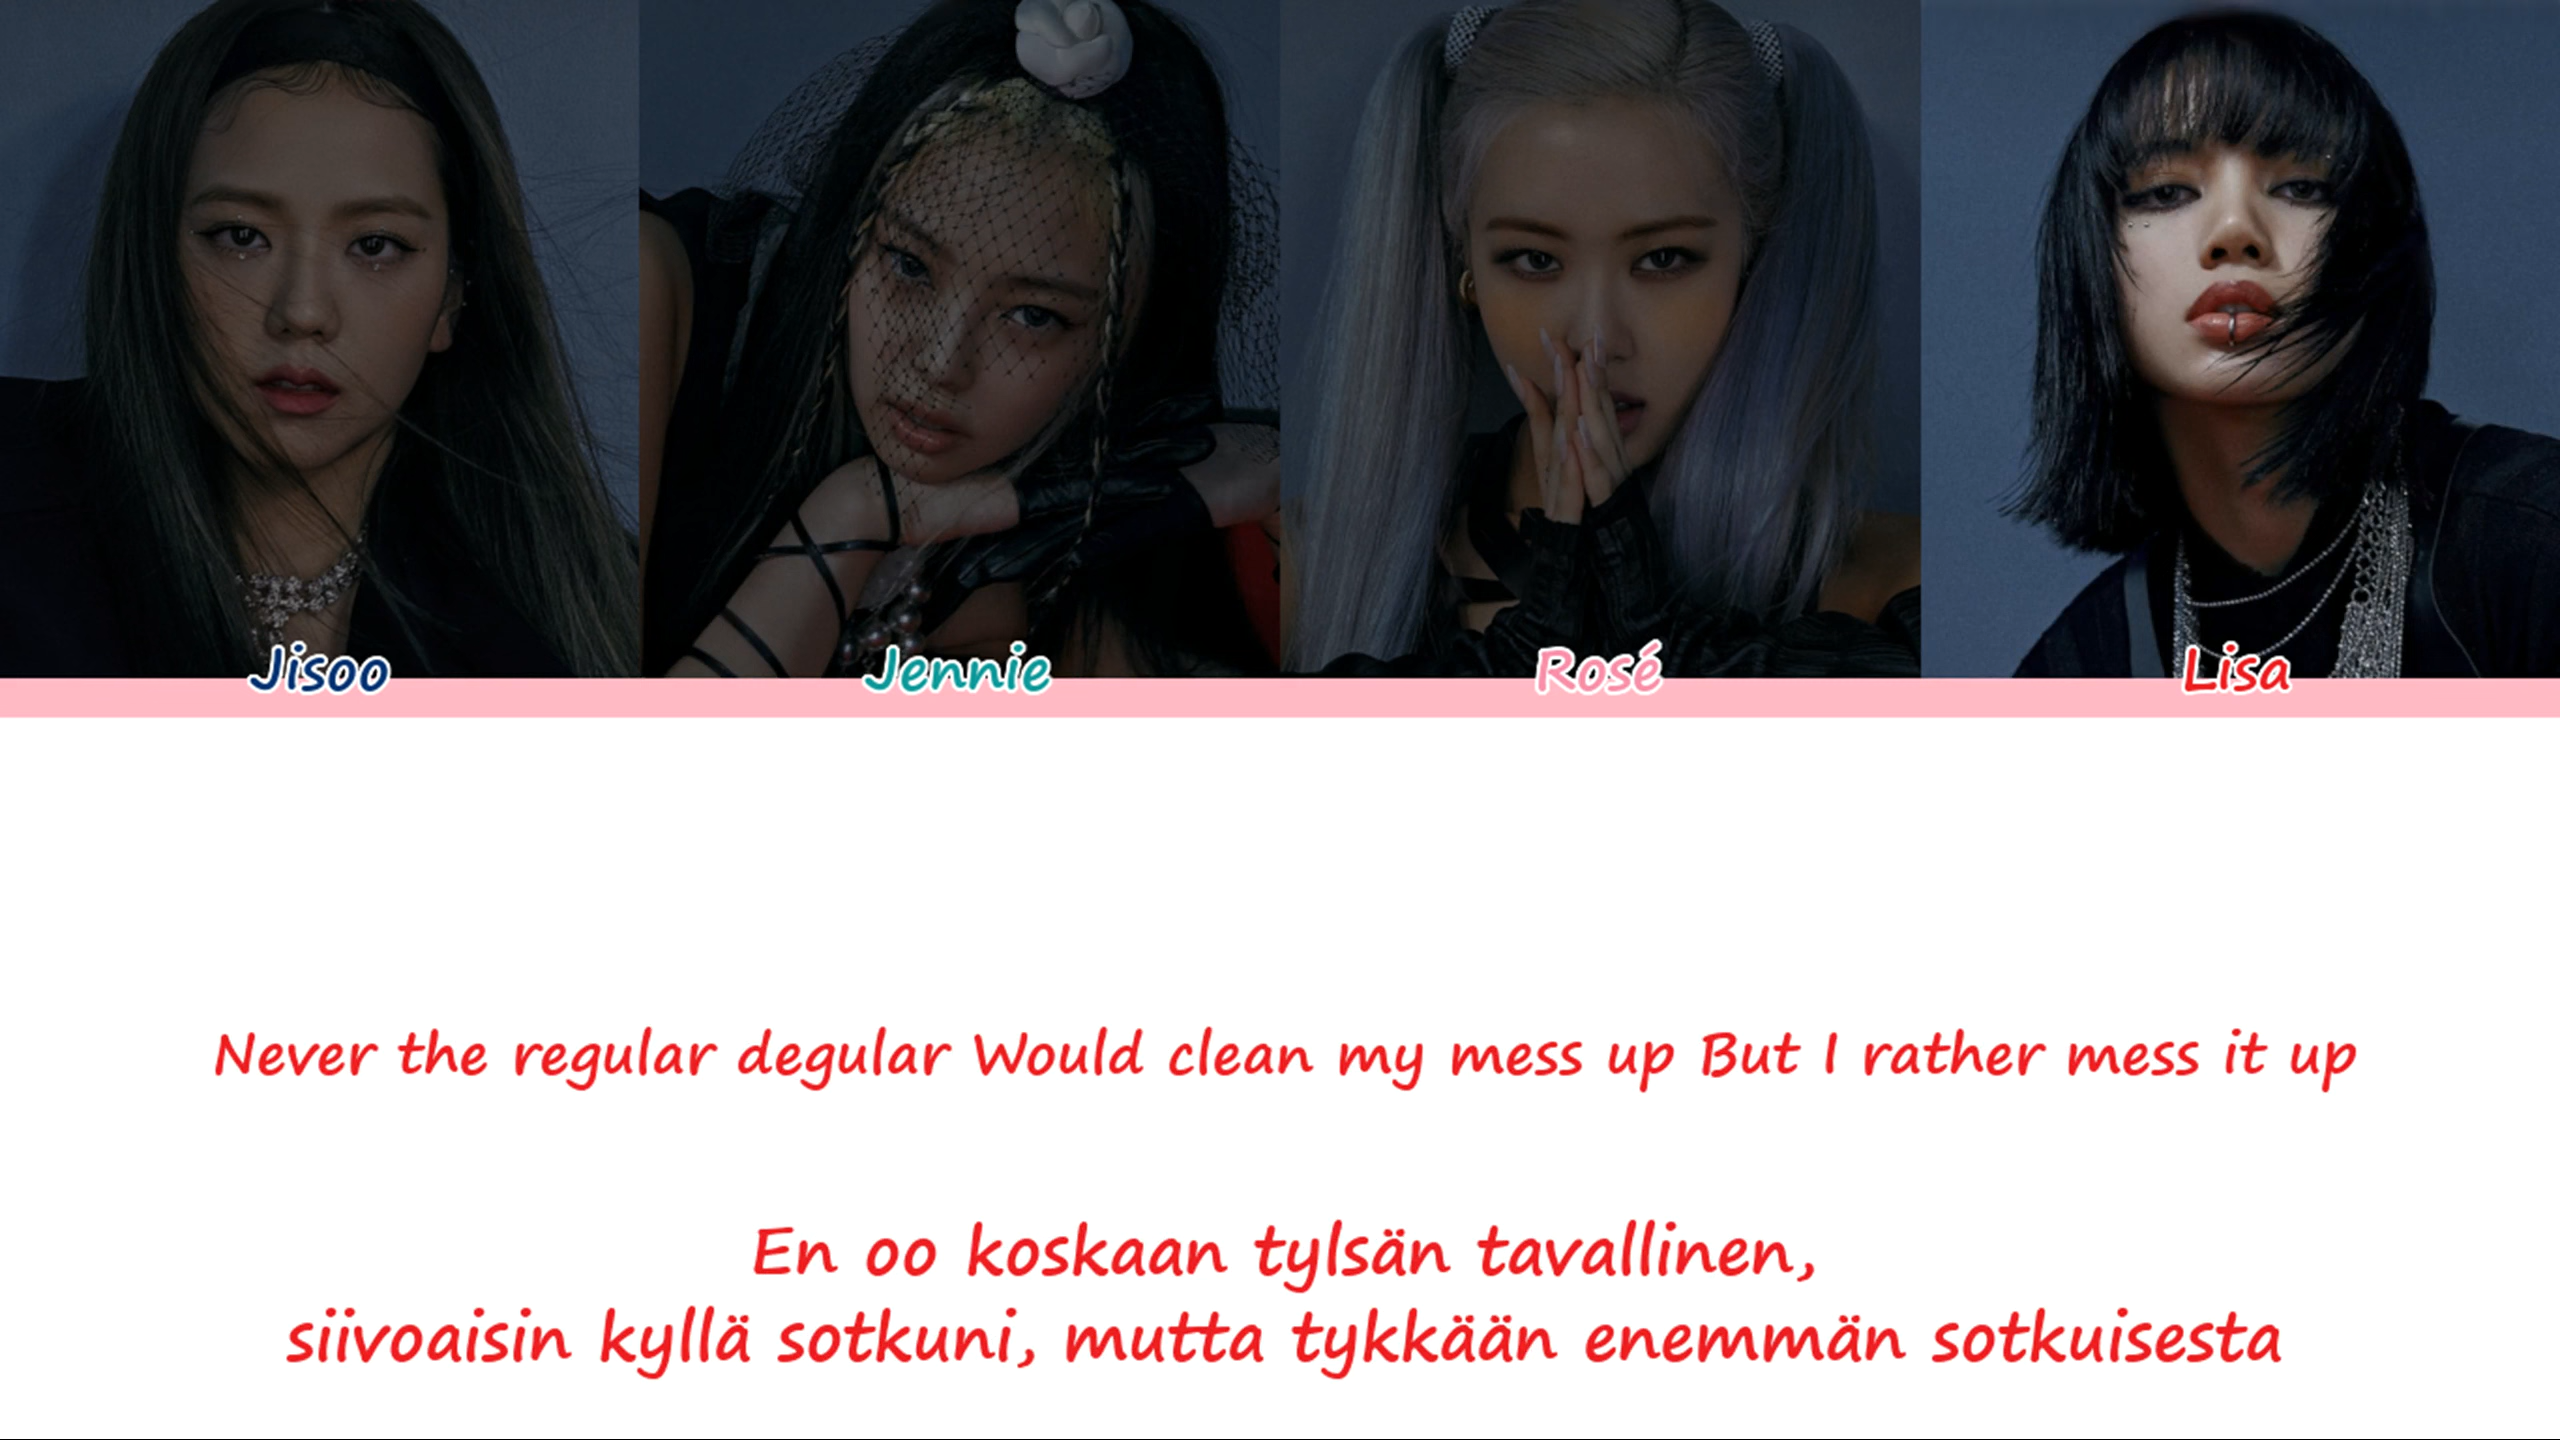 Jisoo
Jennie
Rosé
Lisa
Never the regular degular Would clean my mess up But I rather mess it up
En oo koskaan tylsän tavallinen,
siivoaisin kyllä sotkuni, mutta tykkään enemmän sotkuisesta